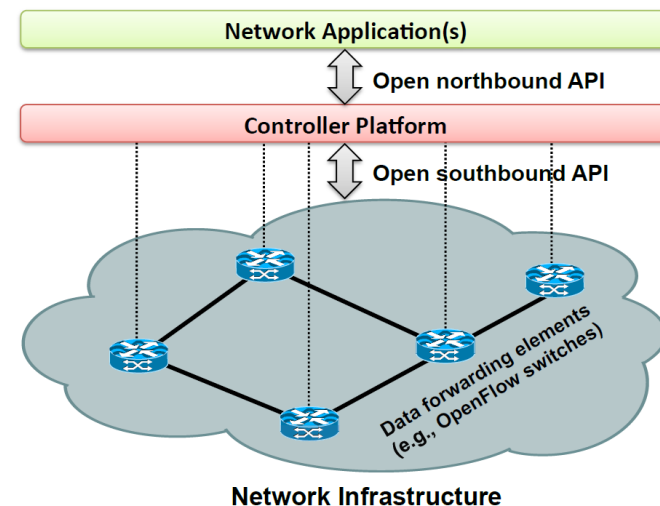 Network Application(s)
Open northbound API
Controller Platform
Open southbound API
Data forwarding elements
(e.g., OpenFlow switches)
Network Infrastructure